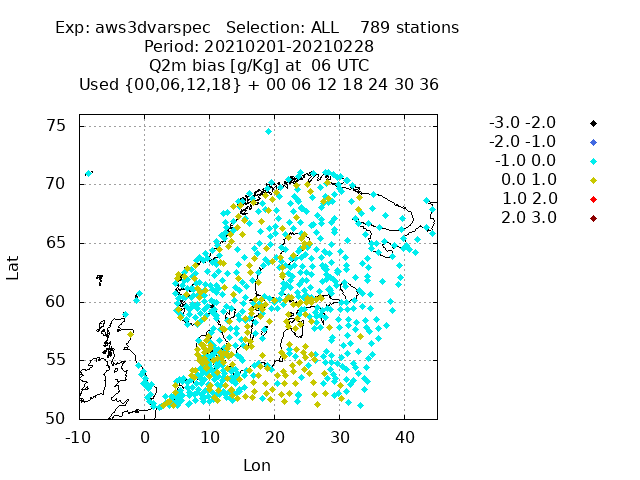 Exp: aws3dvarspec Selection: ALL 789 stations
Period: 20210201-20210228
Q2m bias [g/Kg] at 06 UTC
Used {00,06,12,18} + 00 06 12 18 24 30 36
-3.0 -2.0
-2.0 -1.0
-1.0 0.0
0.0 1.0
1.0 2.0
2.0 3.0
75
70
65
60
55
50
Lat
-10 0 10 20 30 40
Lon